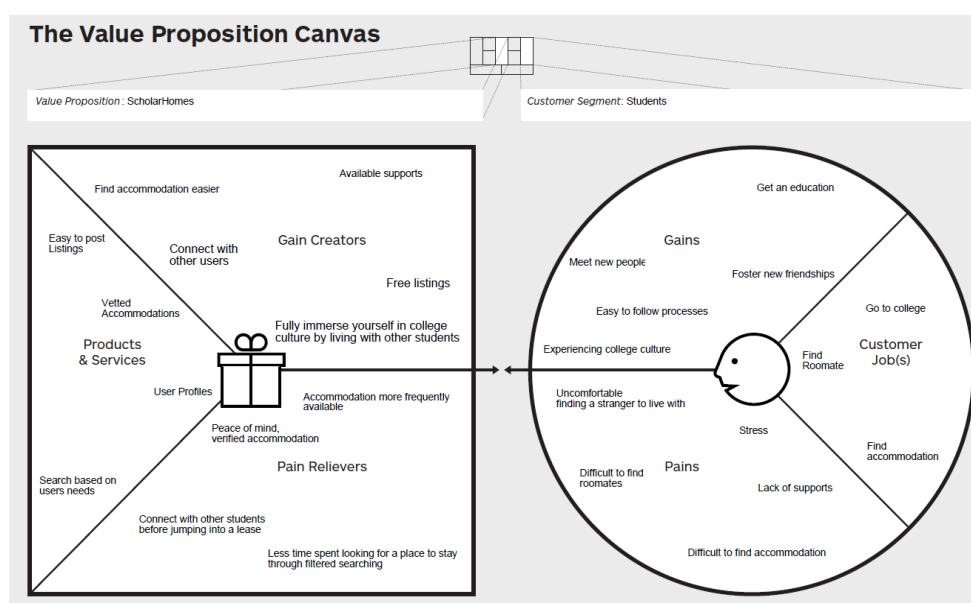 The Value Proposition Canvas
Value Proposition: ScholarHomes
Customer Segment: Students
Find accommodation easier
Available supports
Easy to post
Listings
Connect with
other users
Gain Creators
Free listings
Vetted
Accommodations
Fully immerse yourself in college
culture by living with other students
Products
& Services
User Profiles
Accommodation more frequently
available
Peace of mind,
verified accommodation
Pain Relievers
Search based on
users needs
Connect with other students
before jumping into a lease
Less time spent looking for a place to stay
through filtered searching
Get an education
Gains
Meet new people
Foster new friendships
Easy to follow processes
Go to college
Experiencing college culture
Find
Roomate
Customer
Job(s)
Uncomfortable
finding a stranger to live with
Stress
Find
accommodation
Difficult to find
roomates
Pains
Lack of supports
Difficult to find accommodation